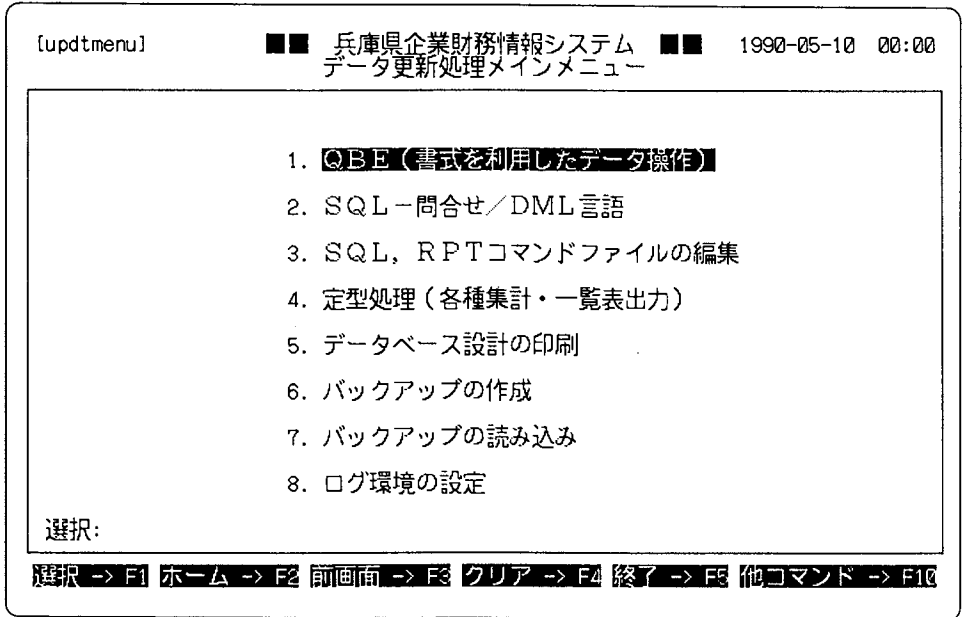 [updtmenu] ■■ 兵庫県企業財務情報システム ■■ 1990-05-10 00:00
データ更新処理メインメニュー
1. QBE(書式を利用したデータ操作)
2. SQL-問合せ/DML言語
3. SQL, RPTコマンドファイルの編集
4. 定型処理(各種集計・一覧表出力)
5. データベース設計の印刷
6. バックアップの作成
7. バックアップの読み込み
8. ログ環境の設定
選択:
選択 -> F1 ホーム -> F2 前画面 -> F3 クリア -> F4 終了 -> F5 他コマンド -> F10